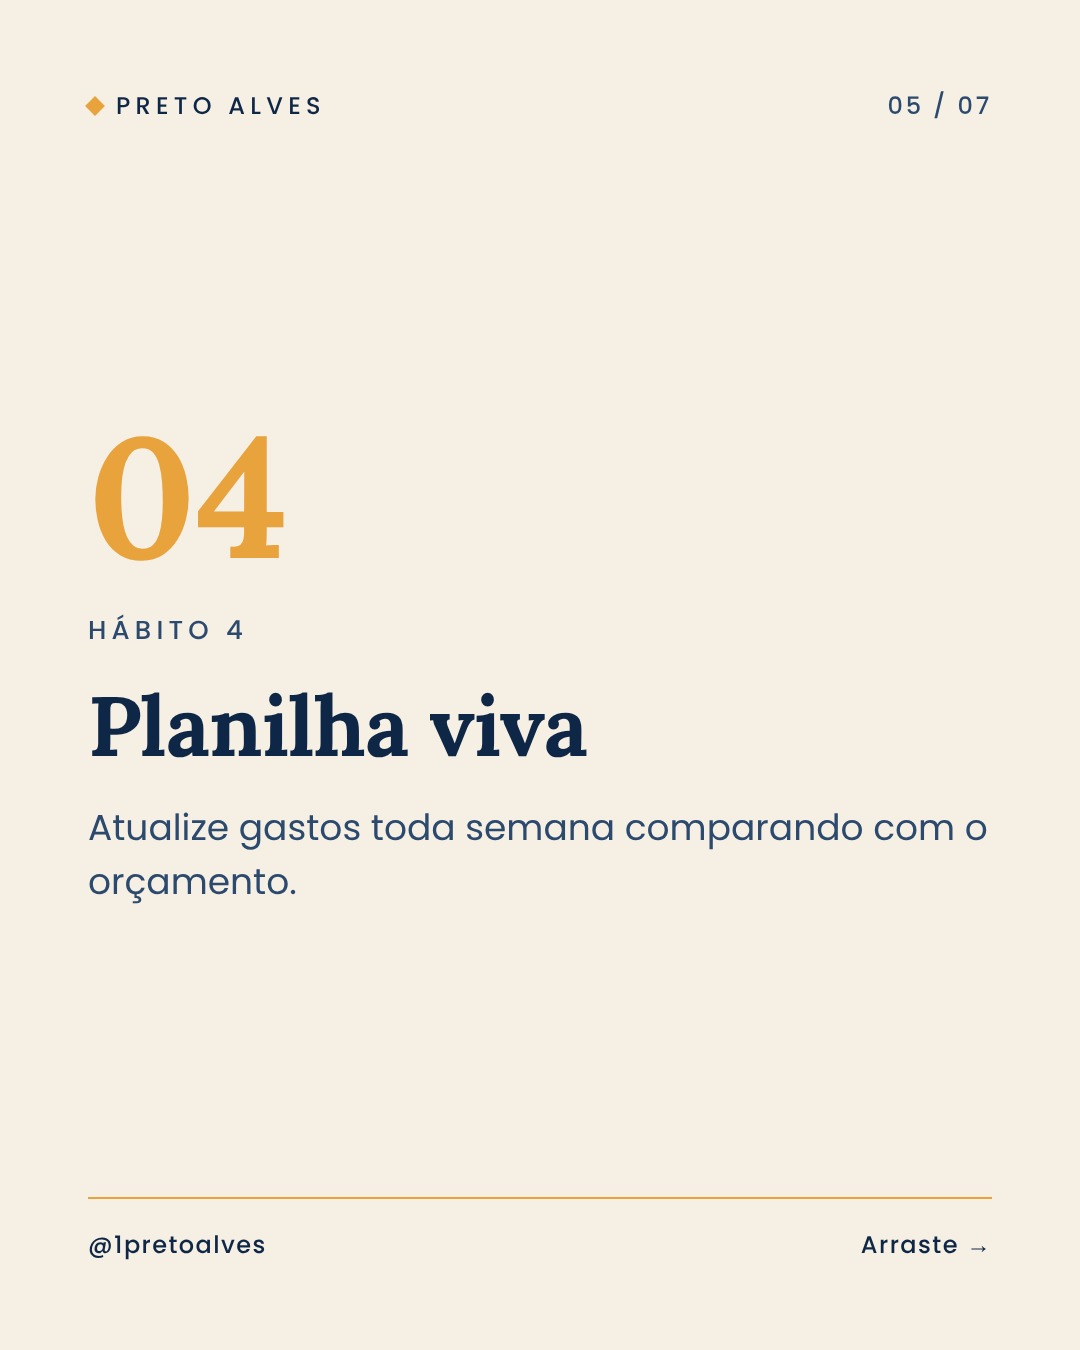 PRETO ALVES
05 / 07
04
HÁBITO 4
Planilha viva
Atualize gastos toda semana comparando com o
orçamento.
@1pretoalves
Arraste →